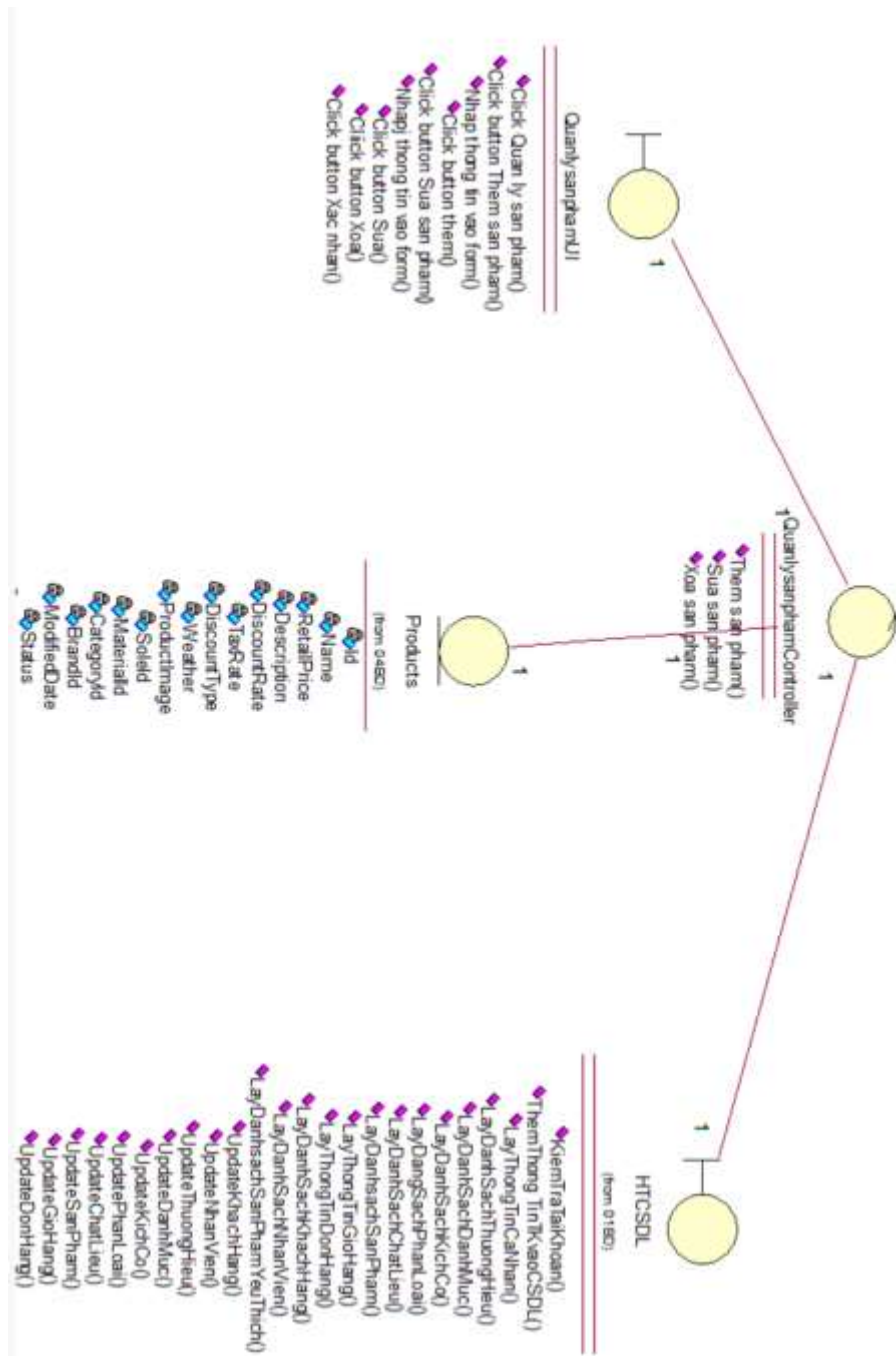 QuanlysanphamUI
Click Quan ly san pham()
Click button Them san pham()
Nhap thong tin vao form()
Click button them()
Click button Sua san pham()
Nhapj thong tin vao form()
Click button Sua()
Cliick button Xoa()
Click button Xac nhan()
1
QuanlysanphamController
1
1
Them san pham()
Sua san pham()
Xoa san pham()
1
1
Products
(from 04BD)
Id
Name
RetailPrice
Description
DiscountRate
TaxRate
DiscountType
Weather
ProductImage
SoleId
MaterialId
CategoryId
BrandId
ModifiedDate
Status
1
HTCSDL
(from 01BD)
KiemTraTaiKhoan()
ThemThong TinTKvaoCSDL()
LayThongTinCaNhan()
LayDanhSachThuongHieu()
LayDanhSachDanhMuc()
LayDanhSachKichCo()
LayDangSachPhanLoai()
LayDanhSachChatLieu()
LayDanhsachSanPham()
LayThongTinGioHang()
LayThongTinDonHang()
LayDanhSachKhachHang()
LayDanhSachNhanVien()
LayDanhsachSanPhamYeuThich()
UpdateKhachHang()
UpdateNhanVien()
UpdateThuongHieu()
UpdateDanhMuc()
UpdateKichCo()
UpdatePhanLoai()
UpdateChatLieu()
UpdateSanPham()
UpdateGioHang()
UpdateDonHang()